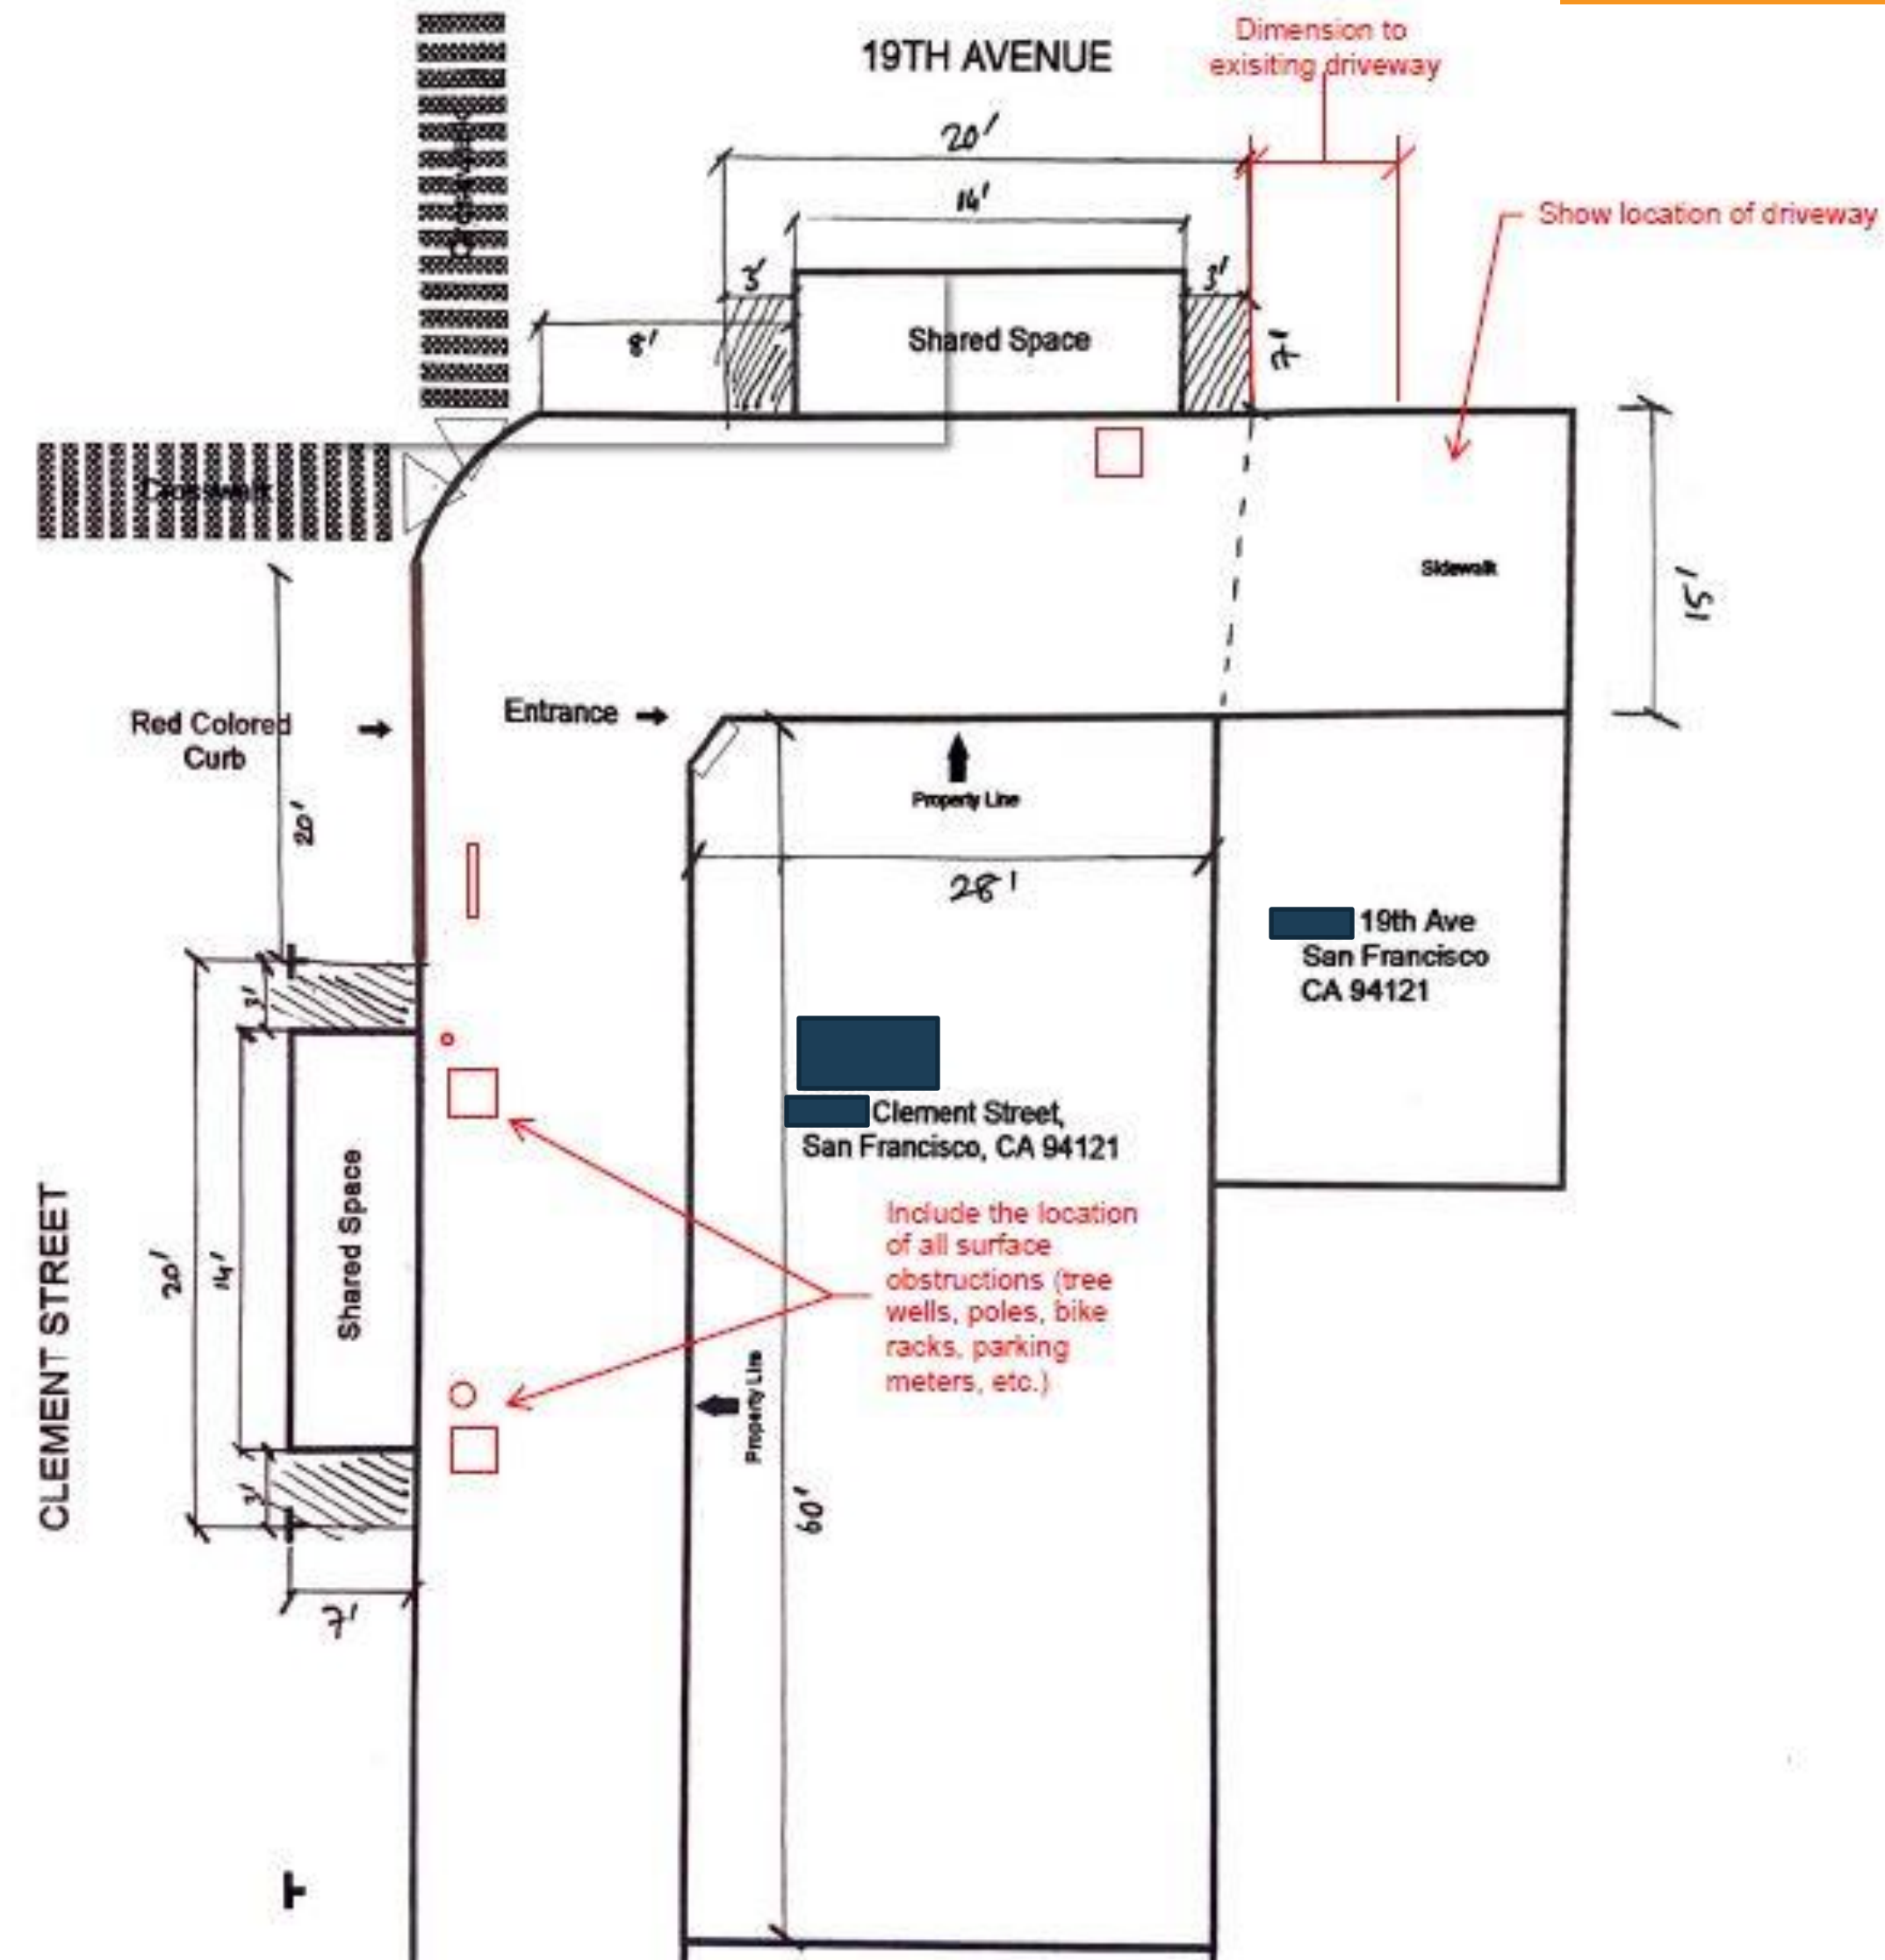 19TH AVENUE
Dimension to
exisiting driveway
20'
14'
Show location of driveway
3'
3'
8'
Shared Space
7'
Crosswalk
Crosswalk
Sidewalk
15'
Entrance
Red Colored
Curb
Property Line
20'
28'
19th Ave
San Francisco
CA 94121
3'
Clement Street,
San Francisco, CA 94121
CLEMENT STREET
20'
14'
Shared Space
Include the location
of all surface
obstructions (tree
wells, poles, bike
racks, parking
meters, etc.)
Property Line
3'
60'
7'